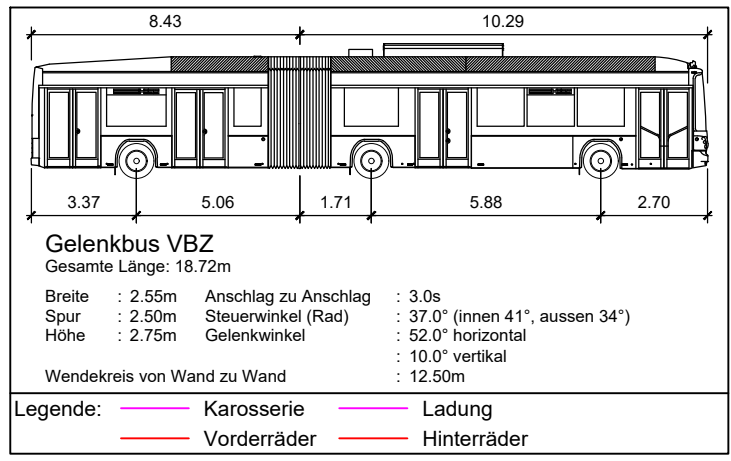 8.43 10.29
3.37 5.06 1.71 5.88 2.70
Gelenkbus VBZ
Gesamte Länge: 18.72m
Breite : 2.55m Anschlag zu Anschlag : 3.0s
Spur : 2.50m Steuerwinkel (Rad) : 37.0° (innen 41°, aussen 34°)
Höhe : 2.75m Gelenkwinkel : 52.0° horizontal
: 10.0° vertikal
Wendekreis von Wand zu Wand : 12.50m
Legende: Karosserie Ladung
Vorderräder Hinterräder